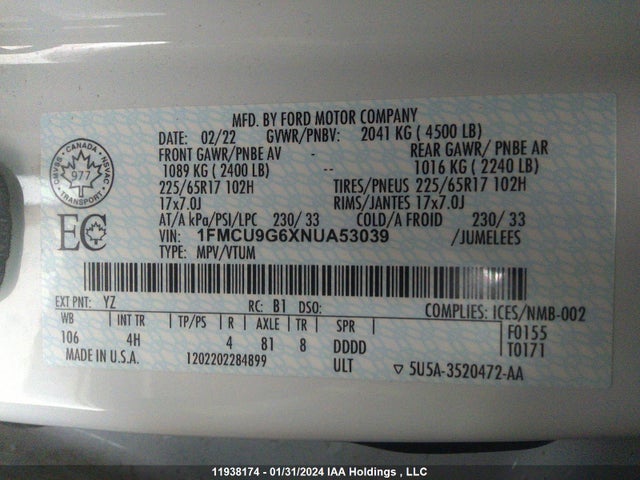 MFD. BY FORD MOTOR COMPANY
DATE: 02/22 GVWR/PNBV: 2041 KG ( 4500 LB)
FRONT GAWR/PNBE AV - REAR GAWR/ PNBE AR
1089 KG ( 2400 LB) -- 1016 KG ( 2240 LB)
225/65R17 102H TIRES/PNEUS 225/65R17 102H
17x7.0J RIMS/JANTES 17x7.0J
AT/A kPa/PSI/LPC 230/ 33 COLD/A FROID 230/ 33
VIN: 1FMCU9G6XNUA53039 /JUMELEES
TYPE: MPV/VTUM
CMVSS CANADA NSVAC
977
TRANSPORT
EC
EXT PNT: YZ RC: B1 DSO: COMPLIES: ICES/NMB-002
WB INT TR TP/PS R AXLE TR SPR F0155
106 4H 4 81 8 DDDD T0171
MADE IN U.S.A. 1202202284899 ULT ▽ 5U5A-3520472-AA
11938174 - 01/31/2024 IAA Holdings , LLC